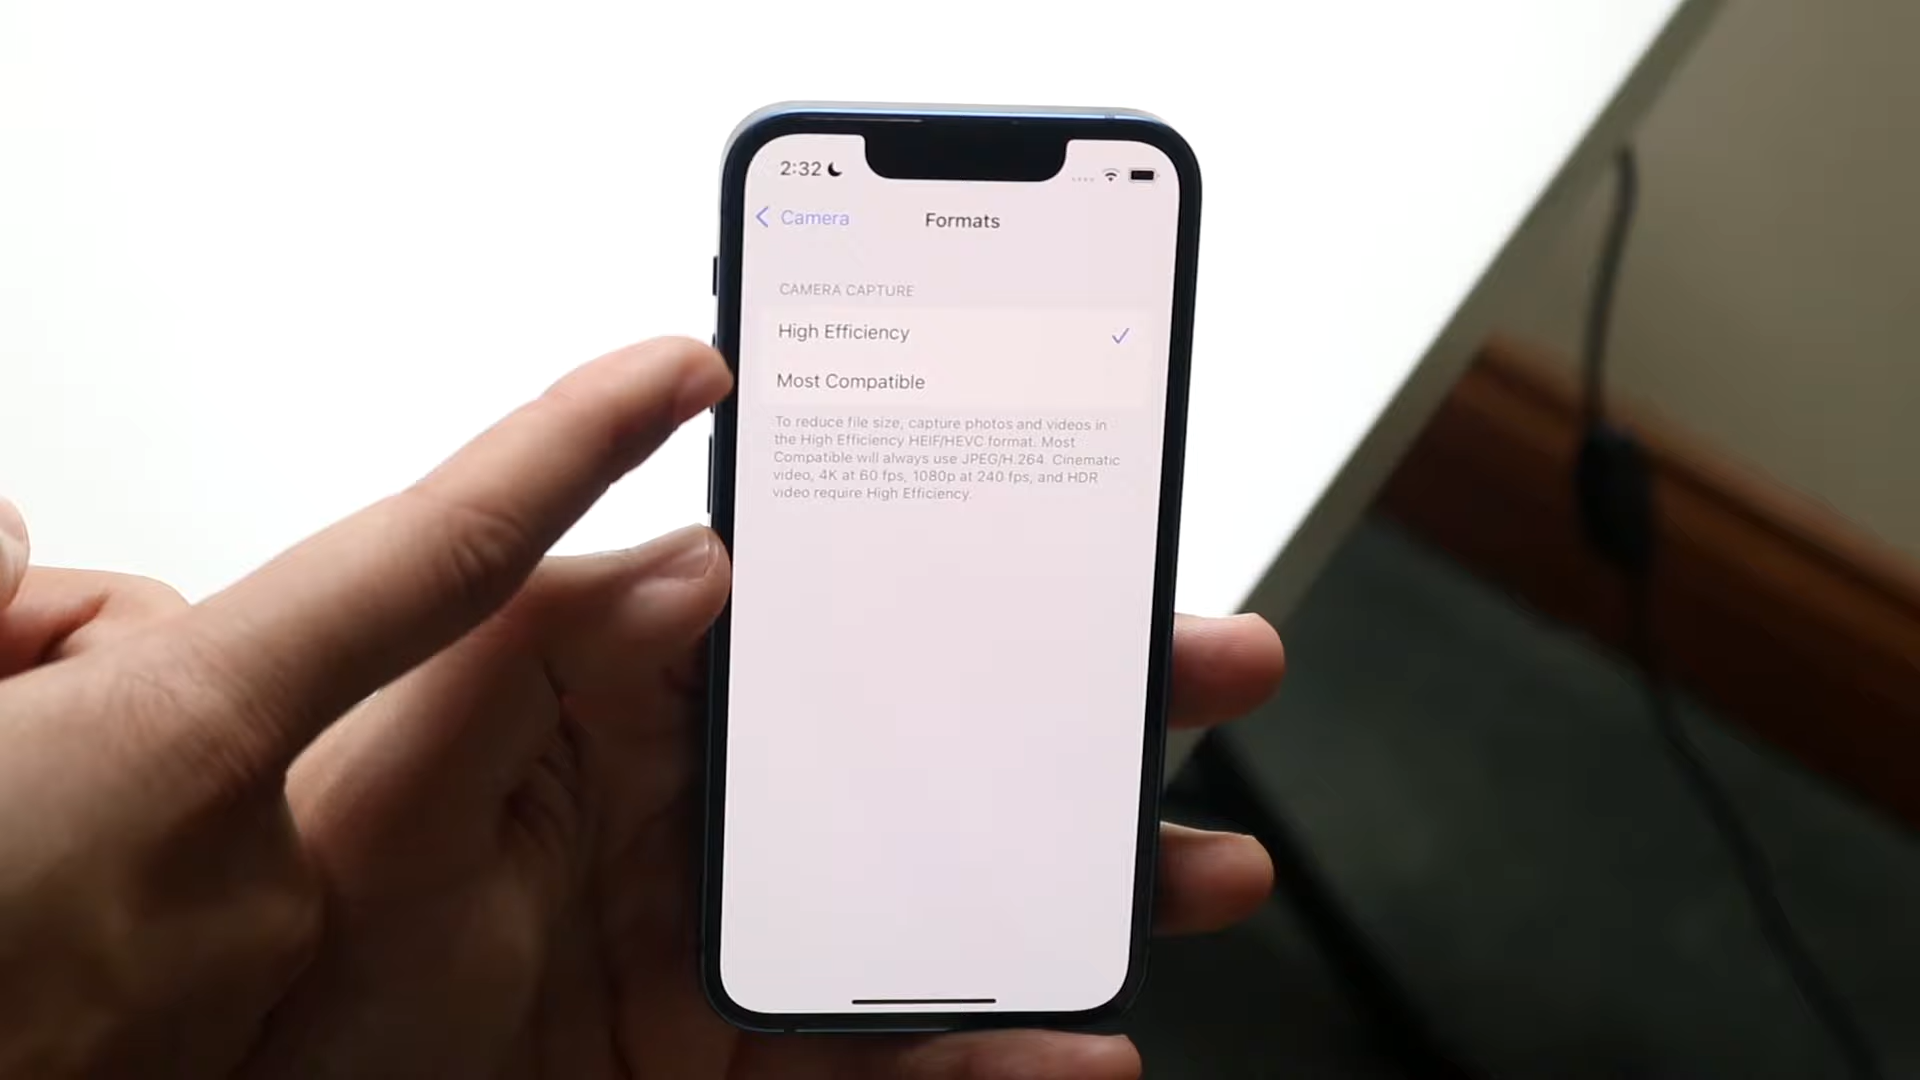 2:32
Camera
Formats
CAMERA CAPTURE
High Efficiency
Most Compatible
To reduce file size, capture photos and videos in
the High Efficiency HEIF/HEVC format. Most
Compatible will always use JPEG/H.264. Cinematic
video, 4K at 60 fps, 1080p at 240 fps, and HDR
video require High Efficiency.